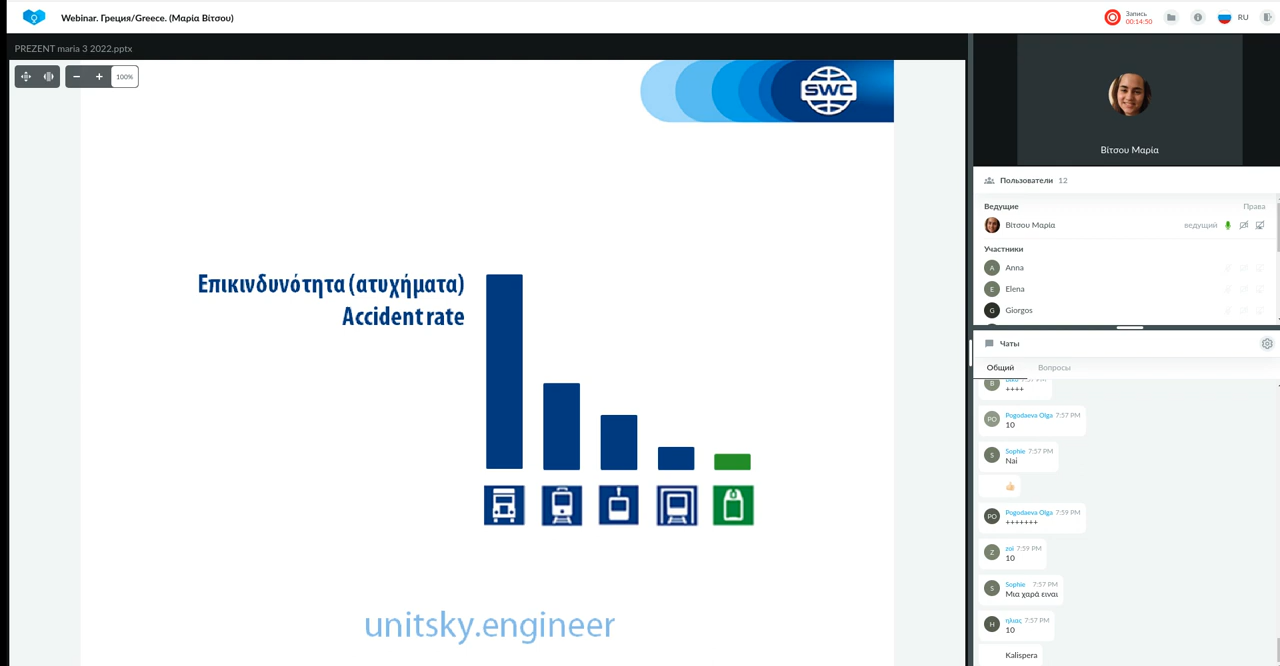 Webinar. Греция/Greece. (Μαρία Βίτσου)
Запись
00:14:50
RU
PREZENT maria 3 2022.pptx
100%
SWC
Επικινδυνότητα (ατυχήματα)
Accident rate
unitsky.engineer
Βίτσου Μαρία
Пользователи 12
Ведущие Права
Βίτσου Μαρία ведущий
Участники
A Anna
E Elena
G Giorgos
Чаты
Общий Вопросы
++++
PO Pogodaeva Olga 7:57 PM
10
S Sophie 7:57 PM
Nai
PO Pogodaeva Olga 7:59 PM
+++++++
Z zoi 7:59 PM
10
S Sophie 7:57 PM
Μια χαρά ειναι
Η ηλιας 7:57 PM
10
Kalispera